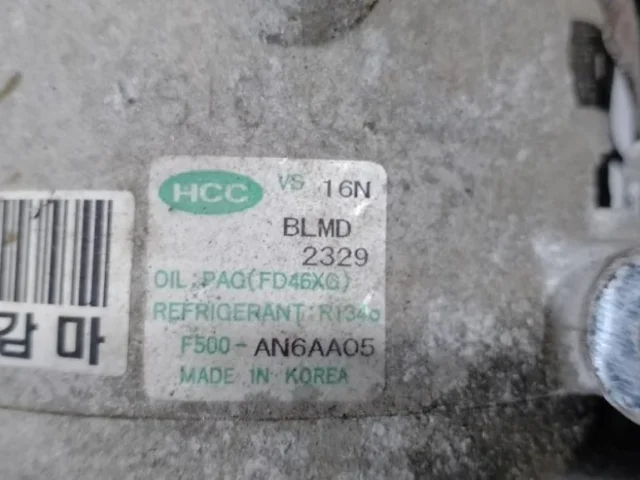 HCC VS 16N
BLMD
2329
OIL : PAG(FD46XG)
REFRIGERANT : R134a
F500-AN6AA05
MADE IN KOREA
감마